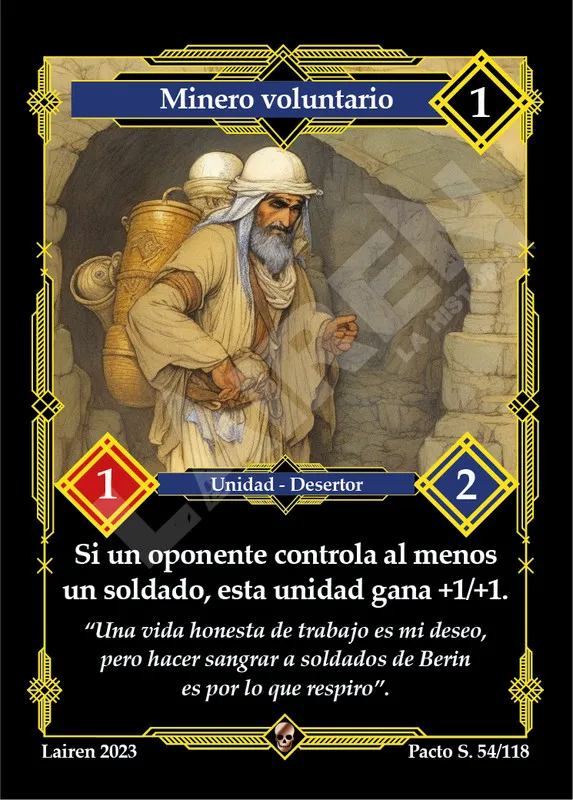 Minero voluntario
1
1
Unidad - Desertor
2
Si un oponente controla al menos
un soldado, esta unidad gana +1/+1.
“Una vida honesta de trabajo es mi deseo,
pero hacer sangrar a soldados de Berin
es por lo que respiro”.
Lairen 2023
Pacto S. 54/118